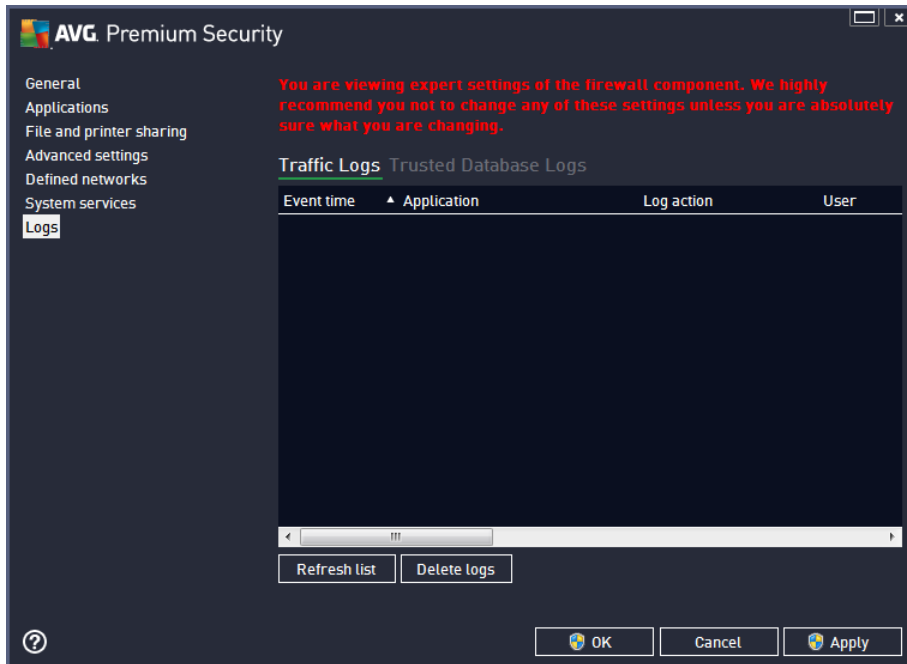 AVG. Premium Security
General
Applications
File and printer sharing
Advanced settings
Defined networks
System services
Logs
You are viewing expert settings of the firewall component. We highly
recommend you not to change any of these settings unless you are absolutely
sure what you are changing.
Traffic Logs Trusted Database Logs
Event time Application Log action User
Refresh list Delete logs
OK Cancel Apply